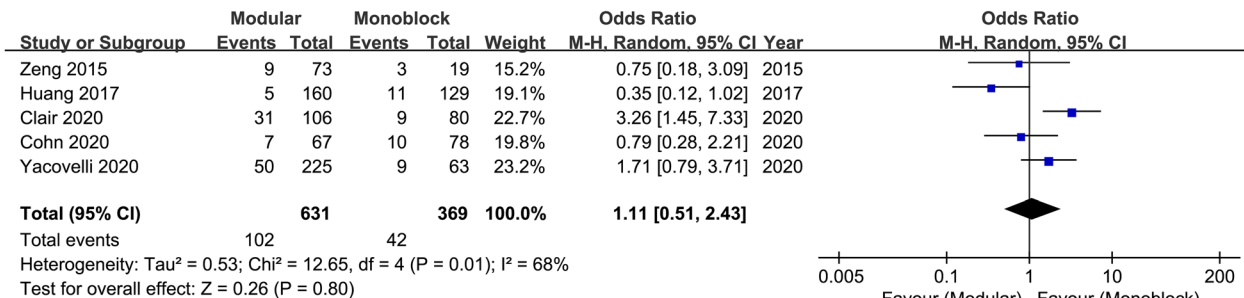 Modular Monoblock Odds Ratio Odds Ratio
Study or Subgroup Events Total Events Total Weight M-H, Random, 95% CI Year M-H, Random, 95% CI
Zeng 2015 9 73 3 19 15.2% 0.75 [0.18, 3.09] 2015
Huang 2017 5 160 11 129 19.1% 0.35 [0.12, 1.02] 2017
Clair 2020 31 106 9 80 22.7% 3.26 [1.45, 7.33] 2020
Cohn 2020 7 67 10 78 19.8% 0.79 [0.28, 2.21] 2020
Yacovelli 2020 50 225 9 63 23.2% 1.71 [0.79, 3.71] 2020
Total (95% CI) 631 369 100.0% 1.11 [0.51, 2.43]
Total events 102 42
Heterogeneity: Tau² = 0.53; Chi² = 12.65, df = 4 (P = 0.01); I² = 68%
Test for overall effect: Z = 0.26 (P = 0.80)
0.005 0.1 1 10 200
Favour (Modular) Favour (Monoblock)